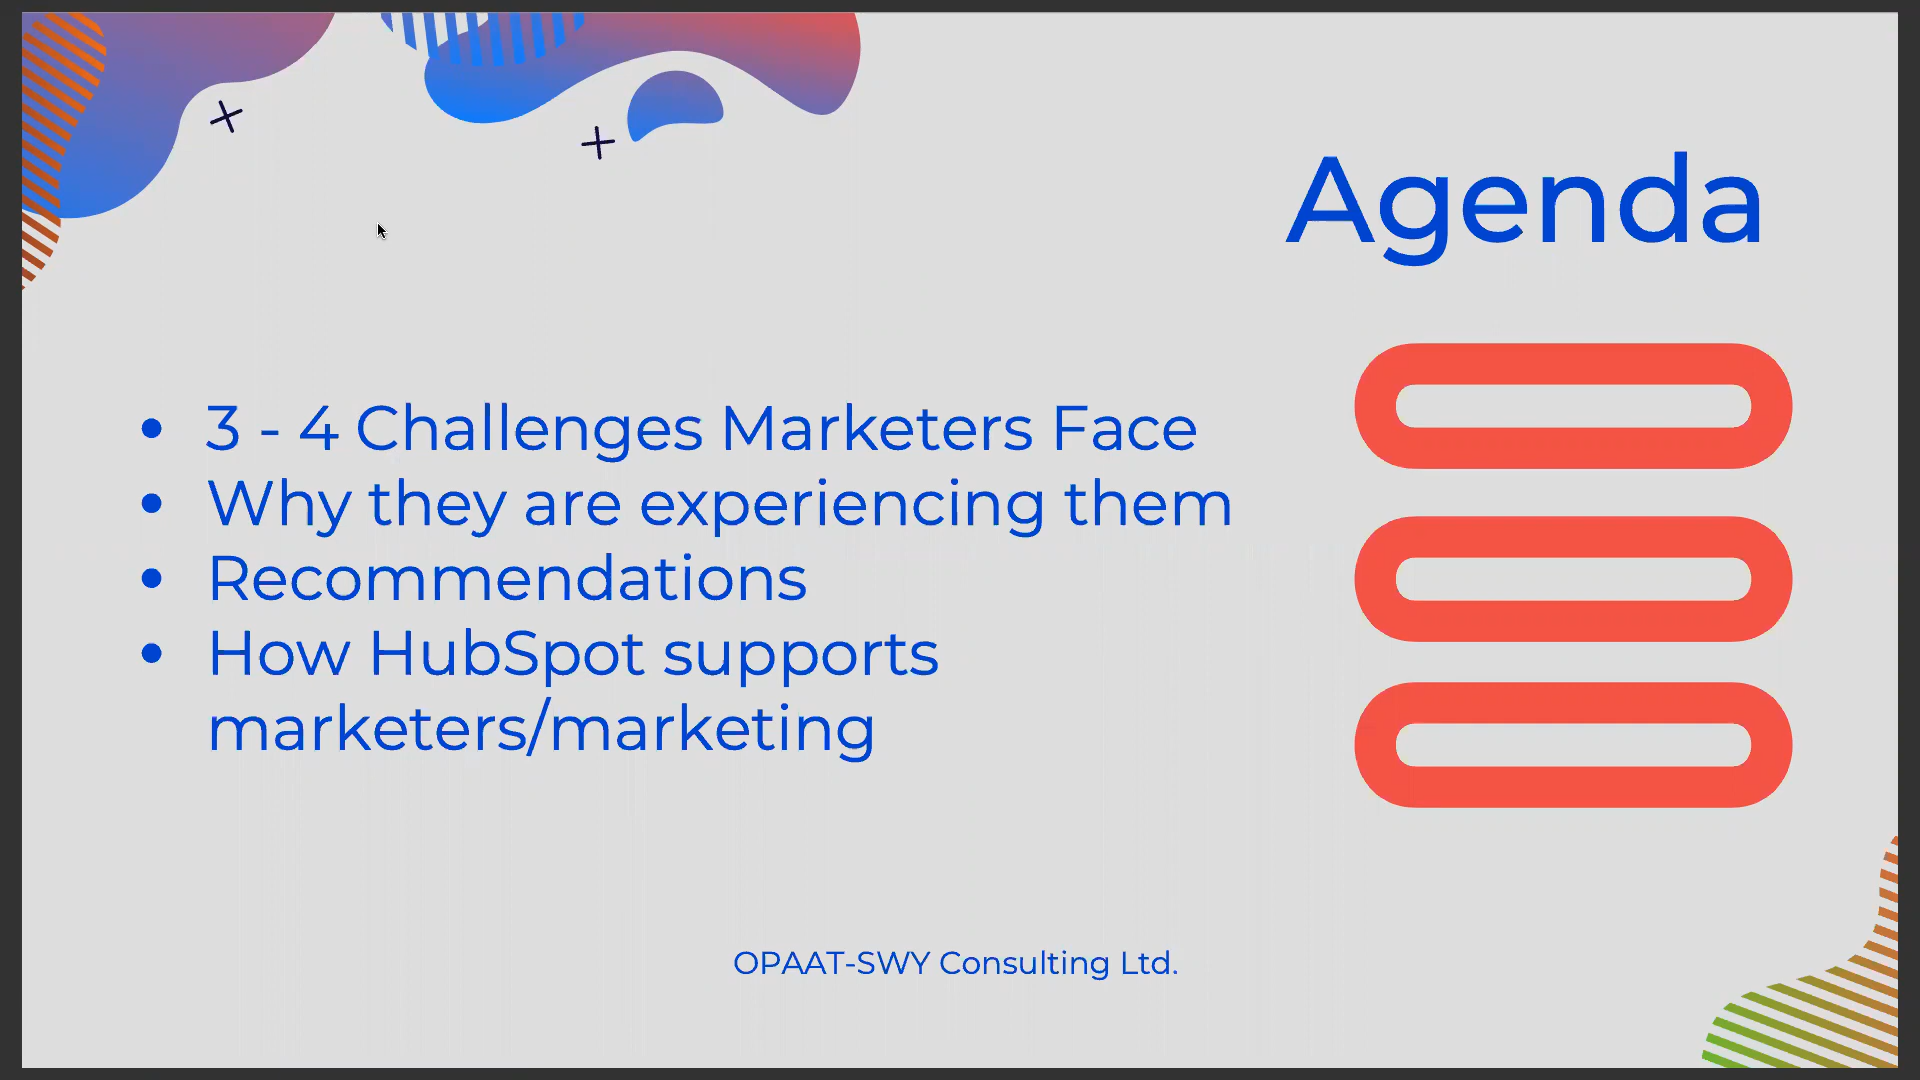 Agenda
• 3 - 4 Challenges Marketers Face
• Why they are experiencing them
• Recommendations
• How HubSpot supports
marketers/marketing
OPAAT-SWY Consulting Ltd.